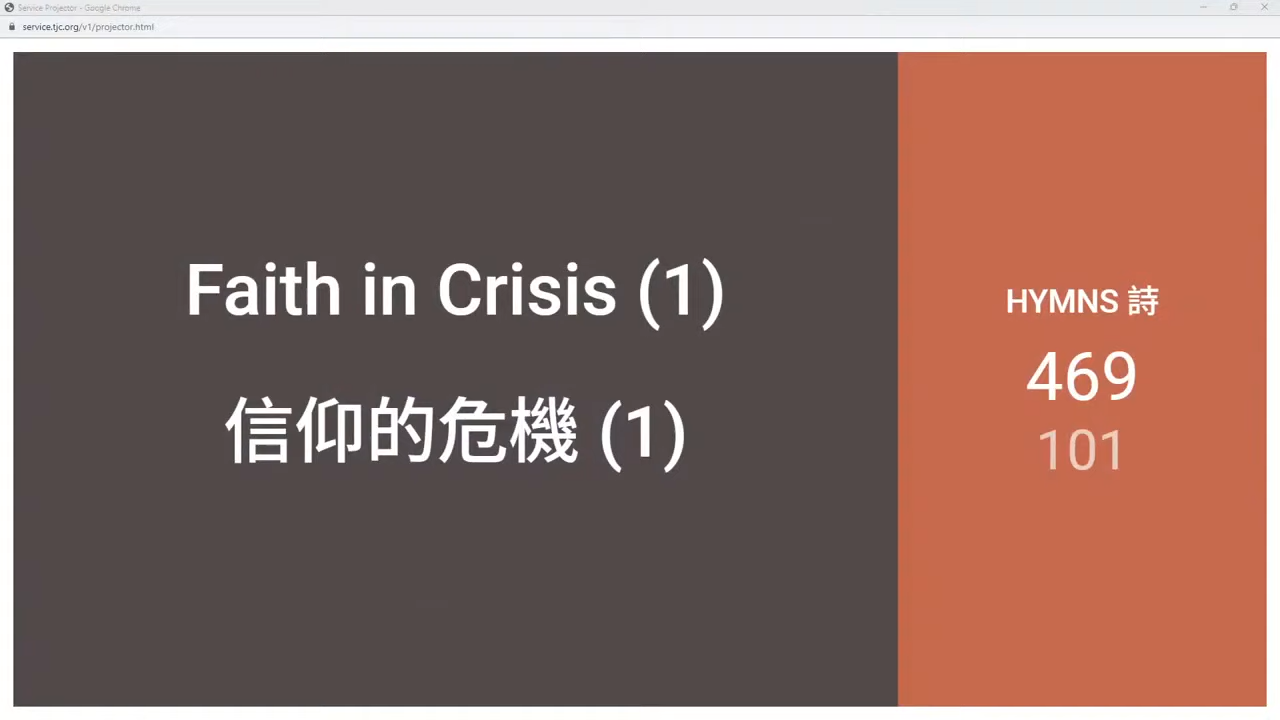 Service Projector - Google Chrome
service.tjc.org/v1/projector.html
Faith in Crisis (1)
信仰的危機 (1)
HYMNS 詩
469
101